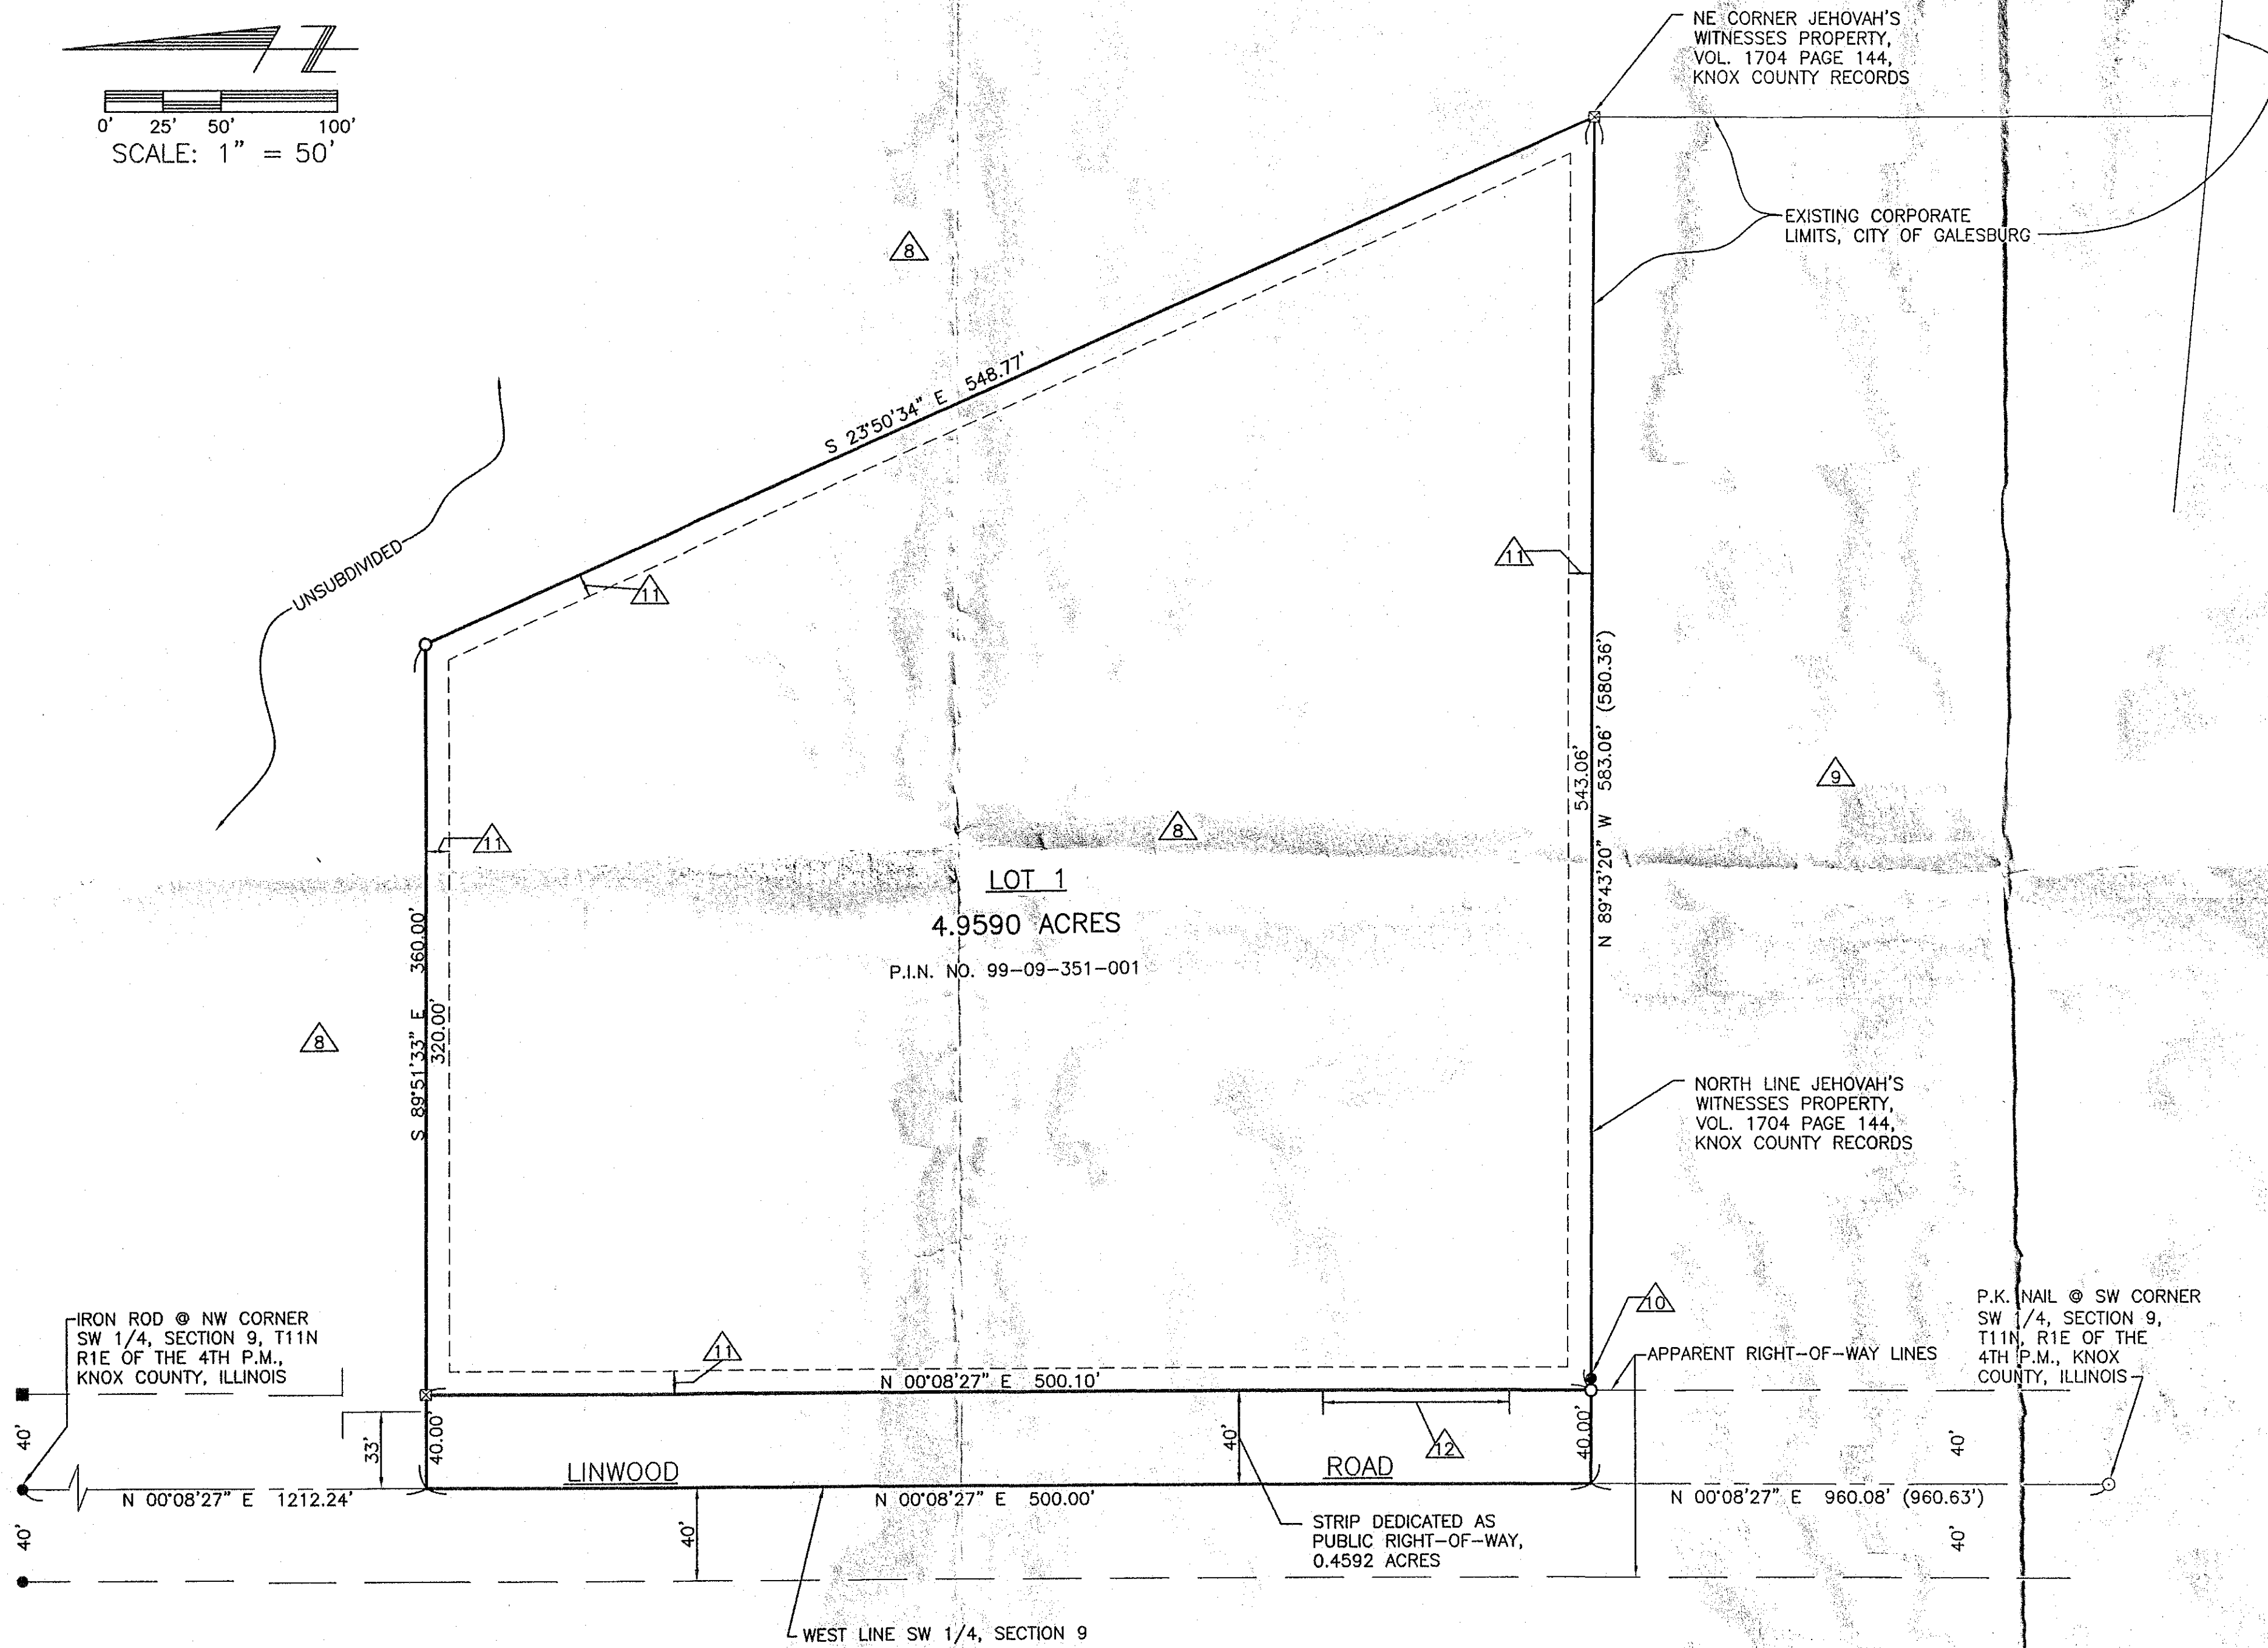 NE CORNER JEHOVAH'S
WITNESSES PROPERTY,
VOL. 1704 PAGE 144,
KNOX COUNTY RECORDS
0' 25' 50' 100'
SCALE: 1" = 50'
EXISTING CORPORATE
LIMITS, CITY OF GALESBURG
8
S 23°50'34" E 548.77'
UNSUBDIVIDED
11
11
N 89°43'20" W 583.06' (580.36')
543.06'
9
8
11
LOT 1
4.9590 ACRES
P.I.N. NO. 99-09-351-001
S 89°51'33" E 360.00'
320.00'
8
NORTH LINE JEHOVAH'S
WITNESSES PROPERTY,
VOL. 1704 PAGE 144,
KNOX COUNTY RECORDS
IRON ROD @ NW CORNER
SW 1/4, SECTION 9, T11N
R1E OF THE 4TH P.M.,
KNOX COUNTY, ILLINOIS
10
P.K. NAIL @ SW CORNER
SW 1/4, SECTION 9,
T11N, R1E OF THE
4TH P.M., KNOX
COUNTY, ILLINOIS
11
APPARENT RIGHT-OF-WAY LINES
N 00°08'27" E 500.10'
40'
33'
40.00'
40'
12
40.00'
40'
LINWOOD ROAD
N 00°08'27" E 1212.24'
N 00°08'27" E 500.00'
N 00°08'27" E 960.08' (960.63')
40'
40'
STRIP DEDICATED AS
PUBLIC RIGHT-OF-WAY,
0.4592 ACRES
40'
WEST LINE SW 1/4, SECTION 9